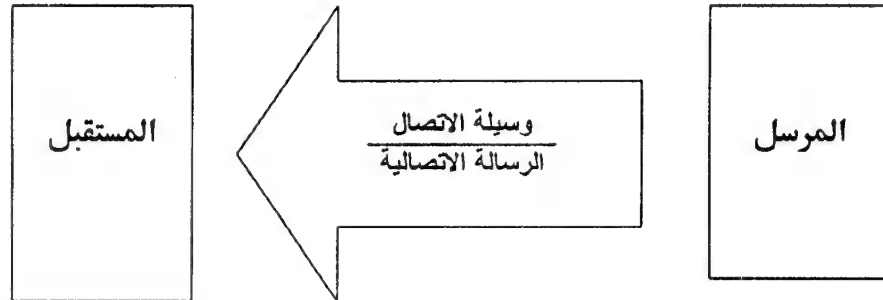 المرسل
وسيلة الاتصال
الرسالة الاتصالية
المستقبل